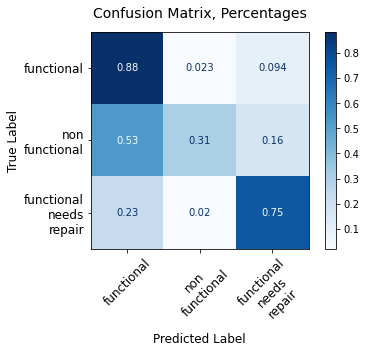 Confusion Matrix, Percentages
True Label
functional
non
functional
functional
needs
repair
0.88 0.023 0.094
0.53 0.31 0.16
0.23 0.02 0.75
functional
non
functional
functional
needs
repair
Predicted Label
0.8
0.7
0.6
0.5
0.4
0.3
0.2
0.1